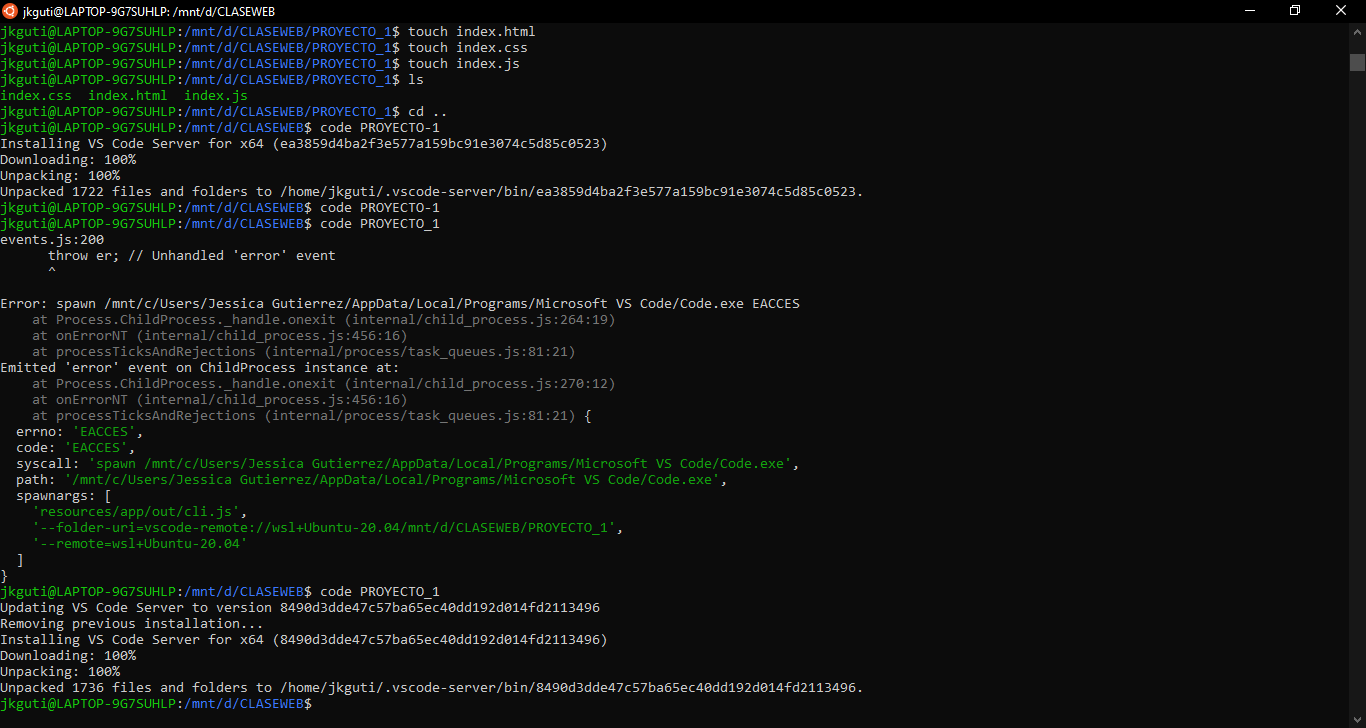 jkguti@LAPTOP-9G7SUHLP: /mnt/d/CLASEWEB
jkguti@LAPTOP-9G7SUHLP:/mnt/d/CLASEWEB/PROYECTO_1$ touch index.html
jkguti@LAPTOP-9G7SUHLP:/mnt/d/CLASEWEB/PROYECTO_1$ touch index.css
jkguti@LAPTOP-9G7SUHLP:/mnt/d/CLASEWEB/PROYECTO_1$ touch index.js
jkguti@LAPTOP-9G7SUHLP:/mnt/d/CLASEWEB/PROYECTO_1$ ls
index.css  index.html  index.js
jkguti@LAPTOP-9G7SUHLP:/mnt/d/CLASEWEB/PROYECTO_1$ cd ..
jkguti@LAPTOP-9G7SUHLP:/mnt/d/CLASEWEB$ code PROYECTO-1
Installing VS Code Server for x64 (ea3859d4ba2f3e577a159bc91e3074c5d85c0523)
Downloading: 100%
Unpacking: 100%
Unpacked 1722 files and folders to /home/jkguti/.vscode-server/bin/ea3859d4ba2f3e577a159bc91e3074c5d85c0523.
jkguti@LAPTOP-9G7SUHLP:/mnt/d/CLASEWEB$ code PROYECTO-1
jkguti@LAPTOP-9G7SUHLP:/mnt/d/CLASEWEB$ code PROYECTO_1
events.js:200
      throw er; // Unhandled 'error' event
      ^

Error: spawn /mnt/c/Users/Jessica Gutierrez/AppData/Local/Programs/Microsoft VS Code/Code.exe EACCES
    at Process.ChildProcess._handle.onexit (internal/child_process.js:264:19)
    at onErrorNT (internal/child_process.js:456:16)
    at processTicksAndRejections (internal/process/task_queues.js:81:21)
Emitted 'error' event on ChildProcess instance at:
    at Process.ChildProcess._handle.onexit (internal/child_process.js:270:12)
    at onErrorNT (internal/child_process.js:456:16)
    at processTicksAndRejections (internal/process/task_queues.js:81:21) {
  errno: 'EACCES',
  code: 'EACCES',
  syscall: 'spawn /mnt/c/Users/Jessica Gutierrez/AppData/Local/Programs/Microsoft VS Code/Code.exe',
  path: '/mnt/c/Users/Jessica Gutierrez/AppData/Local/Programs/Microsoft VS Code/Code.exe',
  spawnargs: [
    'resources/app/out/cli.js',
    '--folder-uri=vscode-remote://wsl+Ubuntu-20.04/mnt/d/CLASEWEB/PROYECTO_1',
    '--remote=wsl+Ubuntu-20.04'
  ]
}
jkguti@LAPTOP-9G7SUHLP:/mnt/d/CLASEWEB$ code PROYECTO_1
Updating VS Code Server to version 8490d3dde47c57ba65ec40dd192d014fd2113496
Removing previous installation...
Installing VS Code Server for x64 (8490d3dde47c57ba65ec40dd192d014fd2113496)
Downloading: 100%
Unpacking: 100%
Unpacked 1736 files and folders to /home/jkguti/.vscode-server/bin/8490d3dde47c57ba65ec40dd192d014fd2113496.
jkguti@LAPTOP-9G7SUHLP:/mnt/d/CLASEWEB$